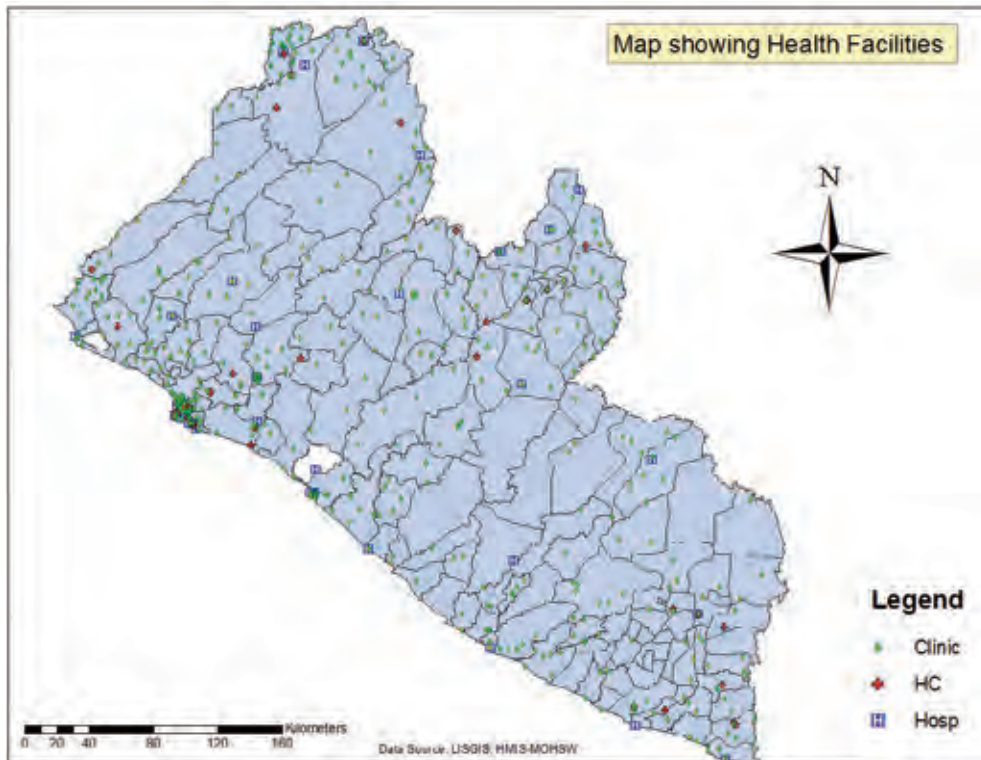 Map showing Health Facilities
N
Legend
Clinic
HC
Hosp
Kilometers
0 20 40 80 120 160
Data Source: LISGIS; HMIS-MOHSW